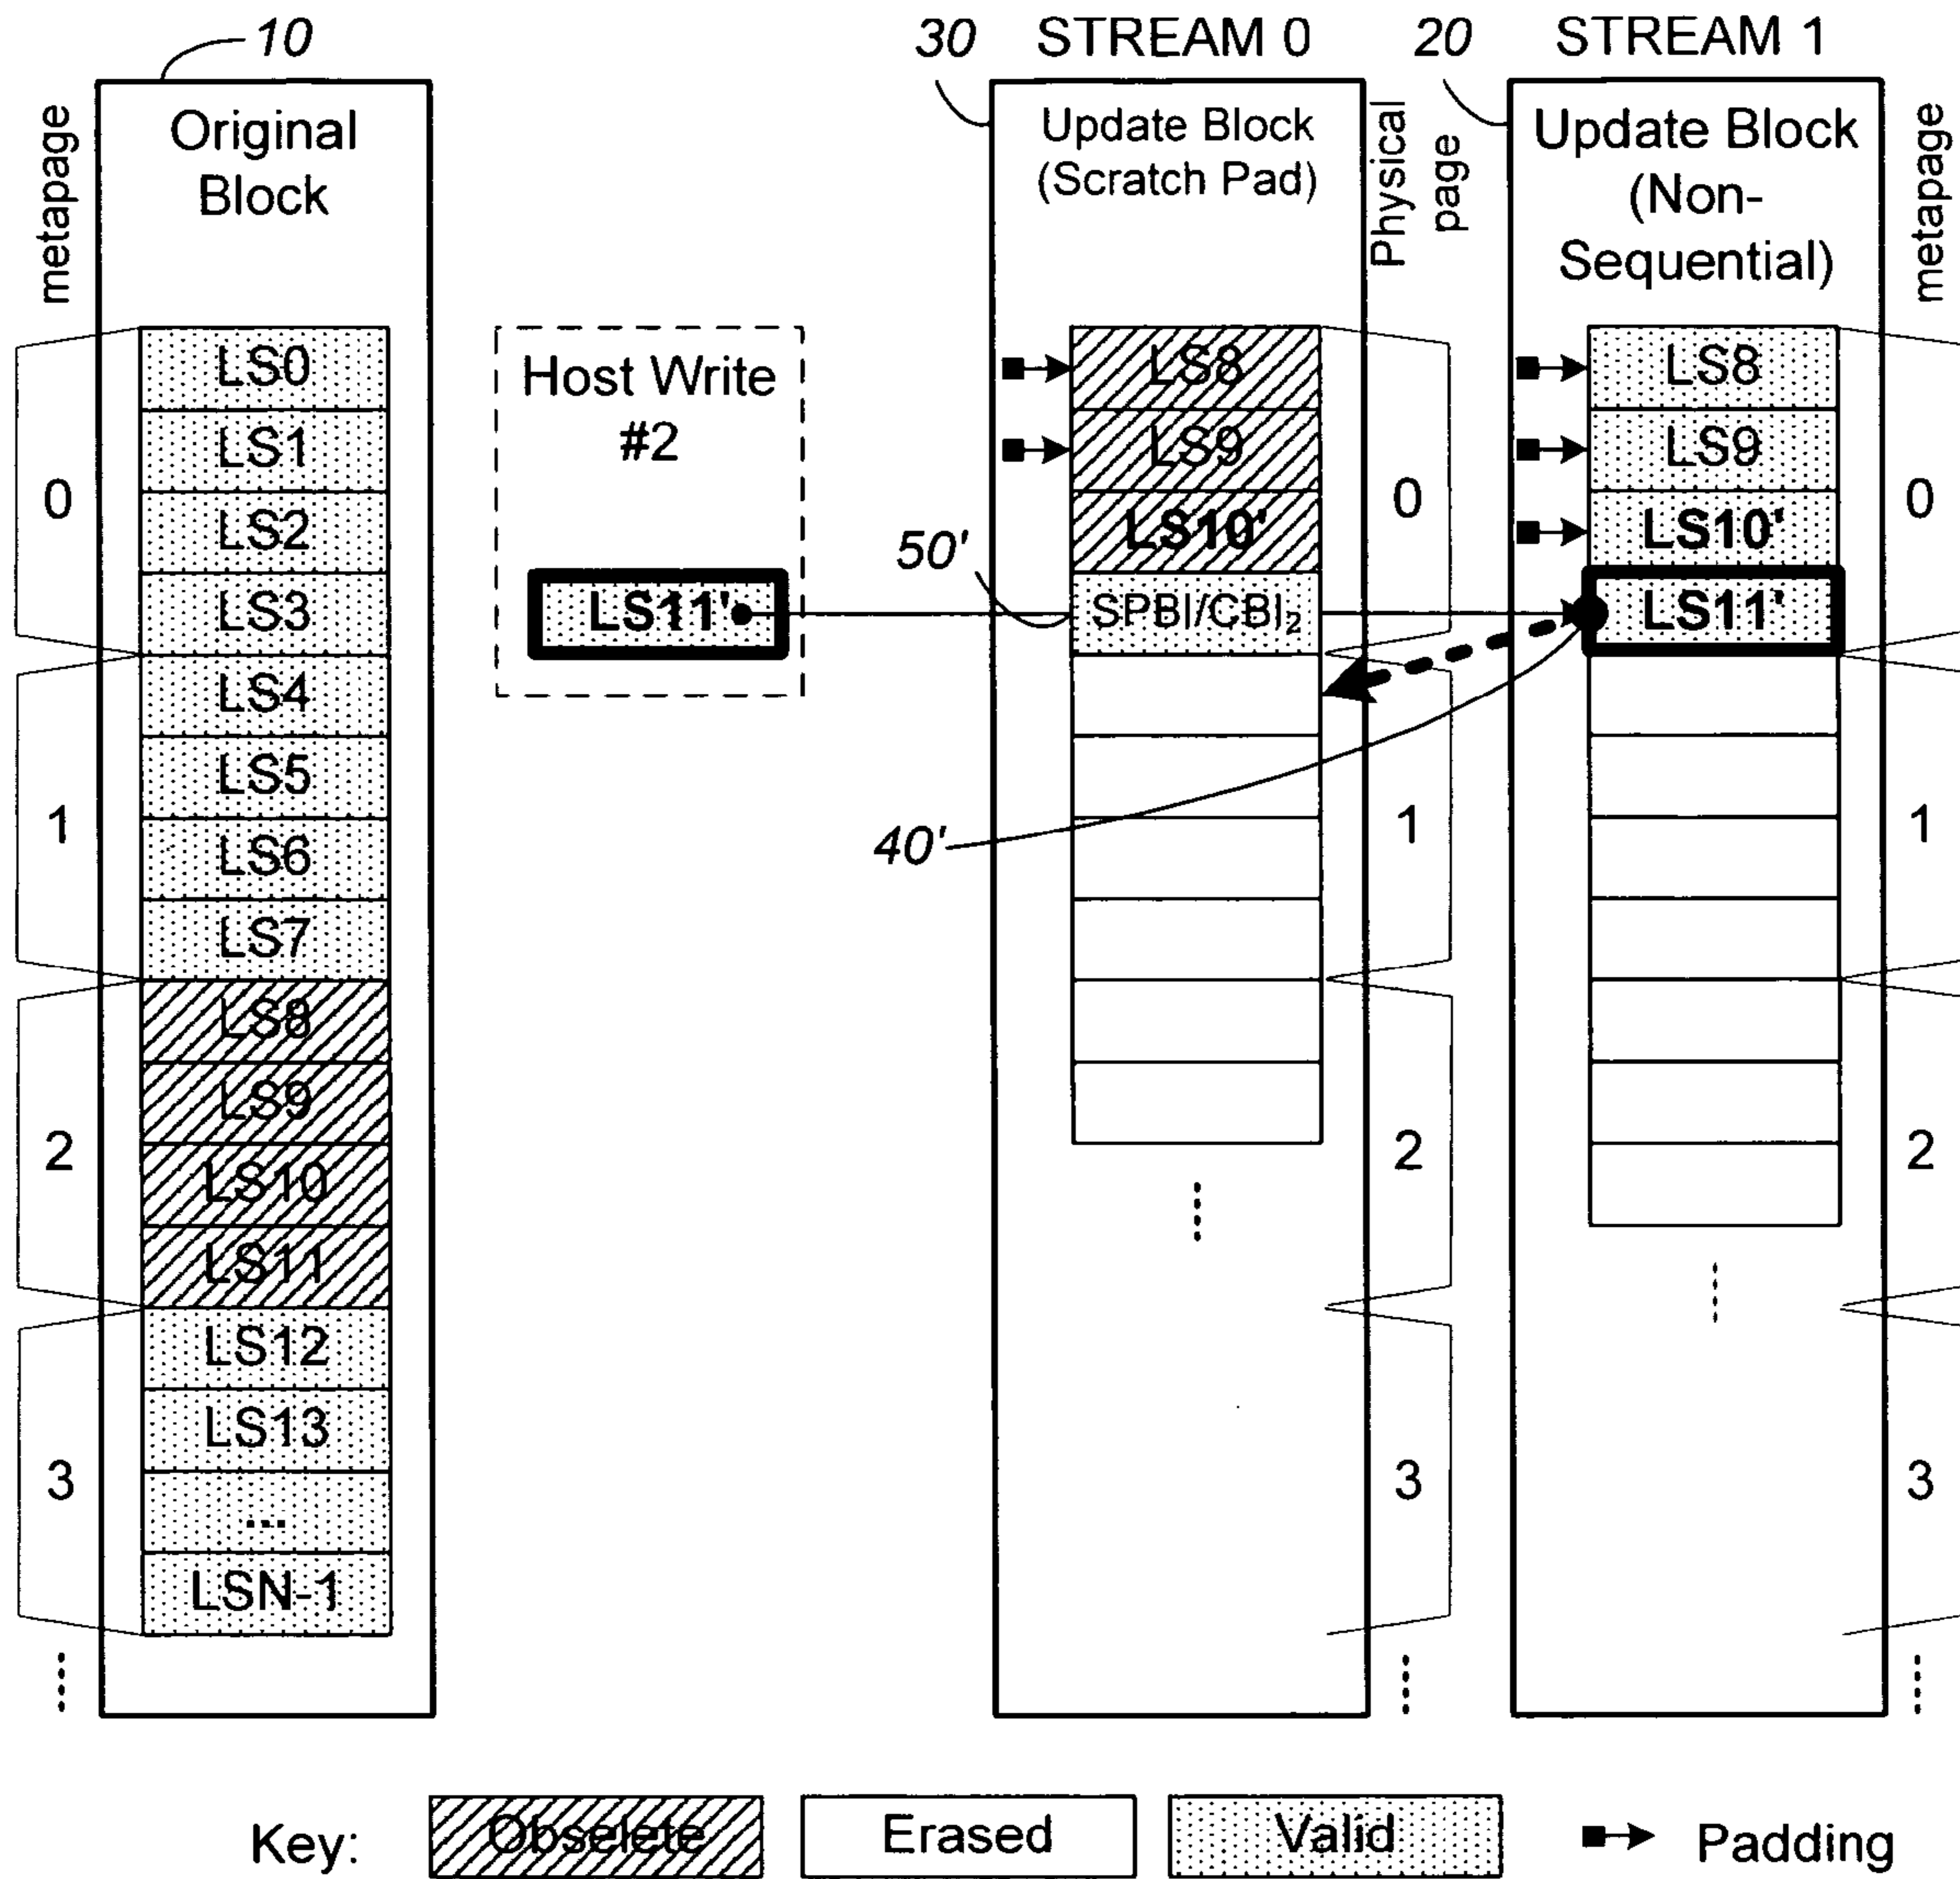 10
30
STREAM 0
20
STREAM 1
metapage
Original
Block
Update Block
(Scratch Pad)
Physical
page
Update Block
(Non-
Sequential)
metapage
0
LS0
LS1
LS2
LS3
1
LS4
LS5
LS6
LS7
2
LS8
LS9
LS10
LS11
3
LS12
LS13
...
LSN-1
Host Write
#2
LS11'
50'
40'
LS8
LS9
LS10'
SPBI/CBI₂
0
1
2
3
LS8
LS9
LS10'
LS11'
0
1
2
3
Key:
Obselete
Erased
Valid
Padding